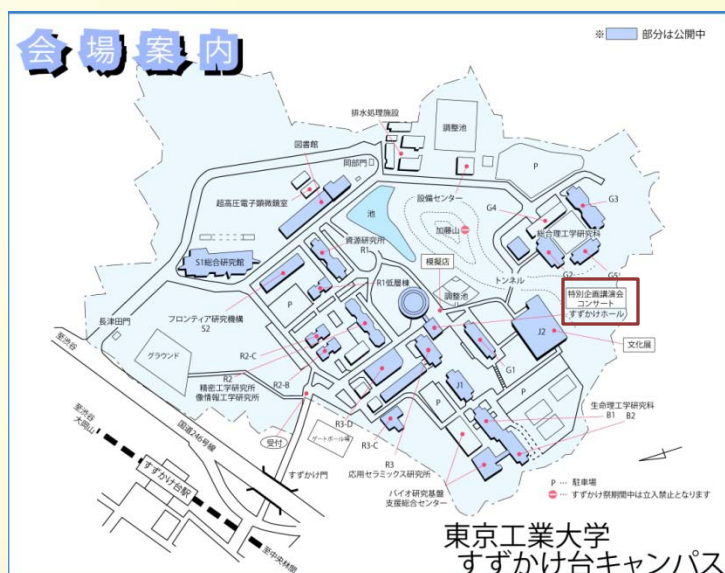 会場案内
※ 部分は公開中
排水処理施設
調整池
図書館
岡部門
P
超高圧電子顕微鏡室
設備センター
G3
池
G4
加藤山
総合理工学研究科
資源研究所
R1
S1総合研究館
模擬店
G2
G5
トンネル
R1低層棟
調整池
特別企画講演会
コンサート
すずかけホール
P
長津田門
フロンティア研究機構
S2
J2
至渋谷
グラウンド
R2-C
文化展
R2
精密工学研究所
像情報工学研究所
R2-B
G1
J1
P
P
至渋谷
大岡山
国道246号線
生命理工学研究科
B1 B2
受付
ゲートボール場
R3-D
R3-C
すずかけ門
R3
応用セラミックス研究所
すずかけ台駅
バイオ研究基盤
支援総合センター
P … 駐車場
… すずかけ祭期間中は立入禁止となります
至中央林間
東京工業大学
すずかけ台キャンパス